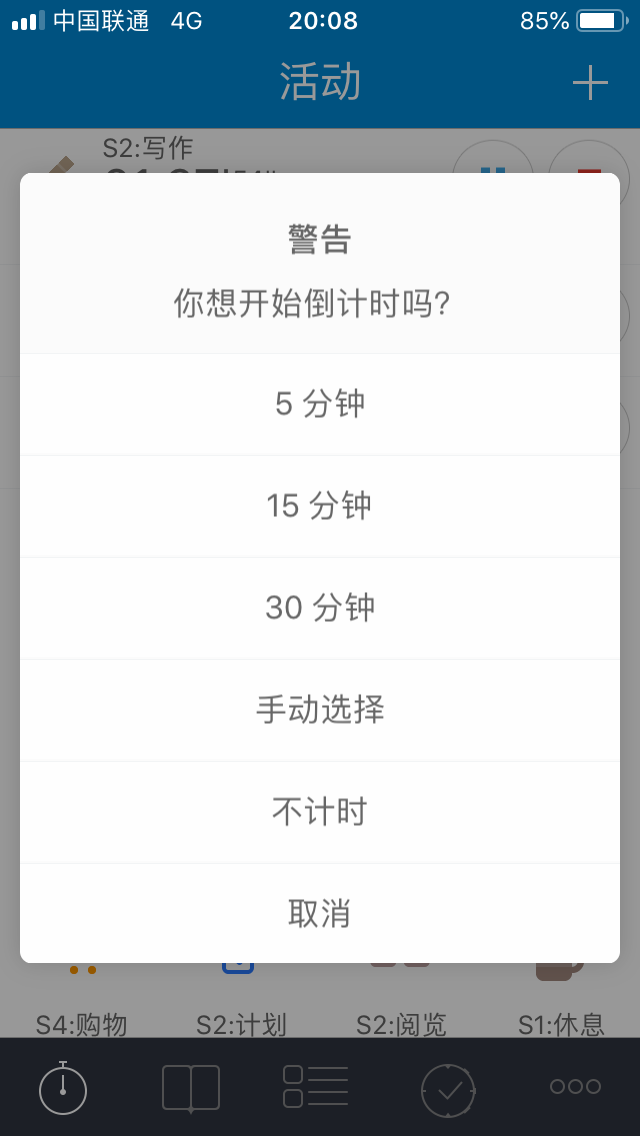 中国联通 4G 20:08 85%
活动
S2:写作
警告
你想开始倒计时吗?
5 分钟
15 分钟
30 分钟
手动选择
不计时
取消
S4:购物 S2:计划 S2:阅览 S1:休息